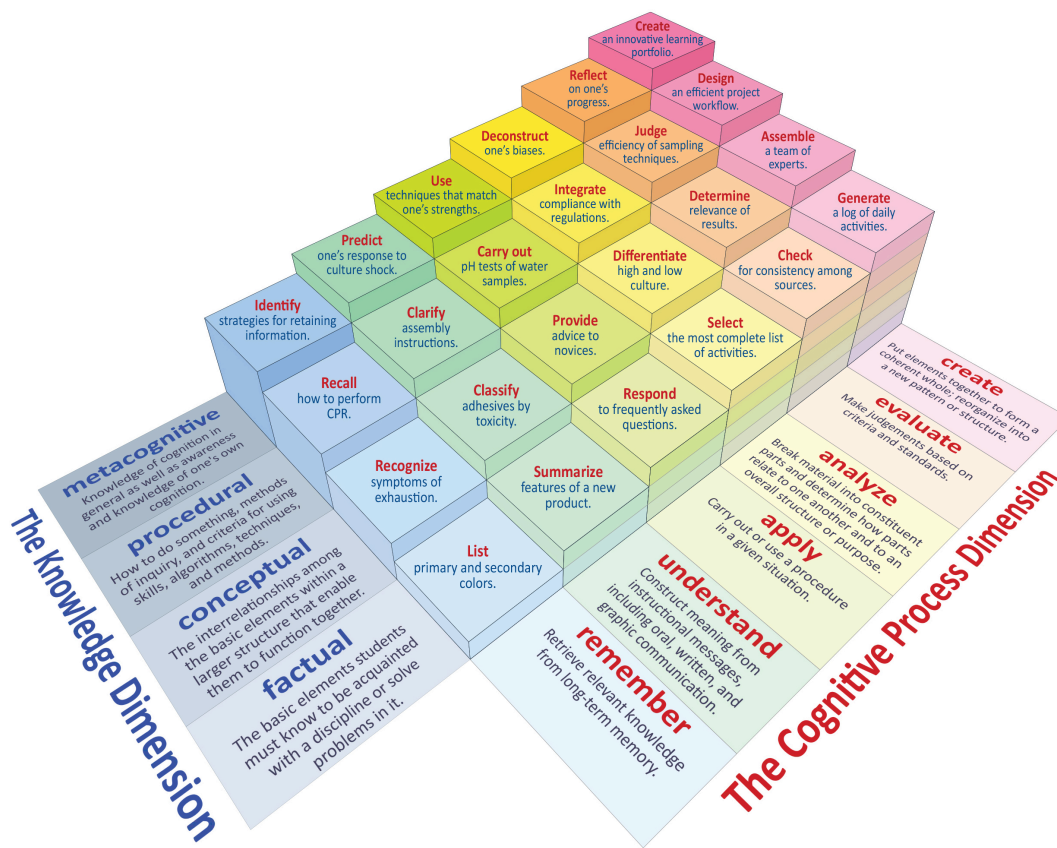 Create
an innovative learning
portfolio.
Reflect
on one's
progress.
Design
an efficient project
workflow.
Deconstruct
one's biases.
Judge
efficiency of sampling
techniques.
Assemble
a team of
experts.
Use
techniques that match
one's strengths.
Integrate
compliance with
regulations.
Determine
relevance of
results.
Generate
a log of daily
activities.
Predict
one's response to
culture shock.
Carry out
pH tests of water
samples.
Differentiate
high and low
culture.
Check
for consistency among
sources.
Identify
strategies for retaining
information.
Clarify
assembly
instructions.
Provide
advice to
novices.
Select
the most complete list
of activities.
Recall
how to perform
CPR.
Classify
adhesives by
toxicity.
Respond
to frequently asked
questions.
Recognize
symptoms of
exhaustion.
Summarize
features of a new
product.
List
primary and secondary
colors.
The Knowledge Dimension
metacognitive
Knowledge of cognition in
general as well as awareness
and knowledge of one's own
cognition.
procedural
How to do something, methods
of inquiry, and criteria for using
skills, algorithms, techniques,
and methods.
conceptual
The interrelationships among
the basic elements within a
larger structure that enable
them to function together.
factual
The basic elements students
must know to be acquainted
with a discipline or solve
problems in it.
The Cognitive Process Dimension
remember
Retrieve relevant knowledge
from long-term memory.
understand
Construct meaning from
instructional messages,
including oral, written, and
graphic communication.
apply
Carry out or use a procedure
in a given situation.
analyze
Break material into constituent
parts and determine how parts
relate to one another and to an
overall structure or purpose.
evaluate
Make judgements based on
criteria and standards.
create
Put elements together to form a
coherent whole; reorganize into
a new pattern or structure.